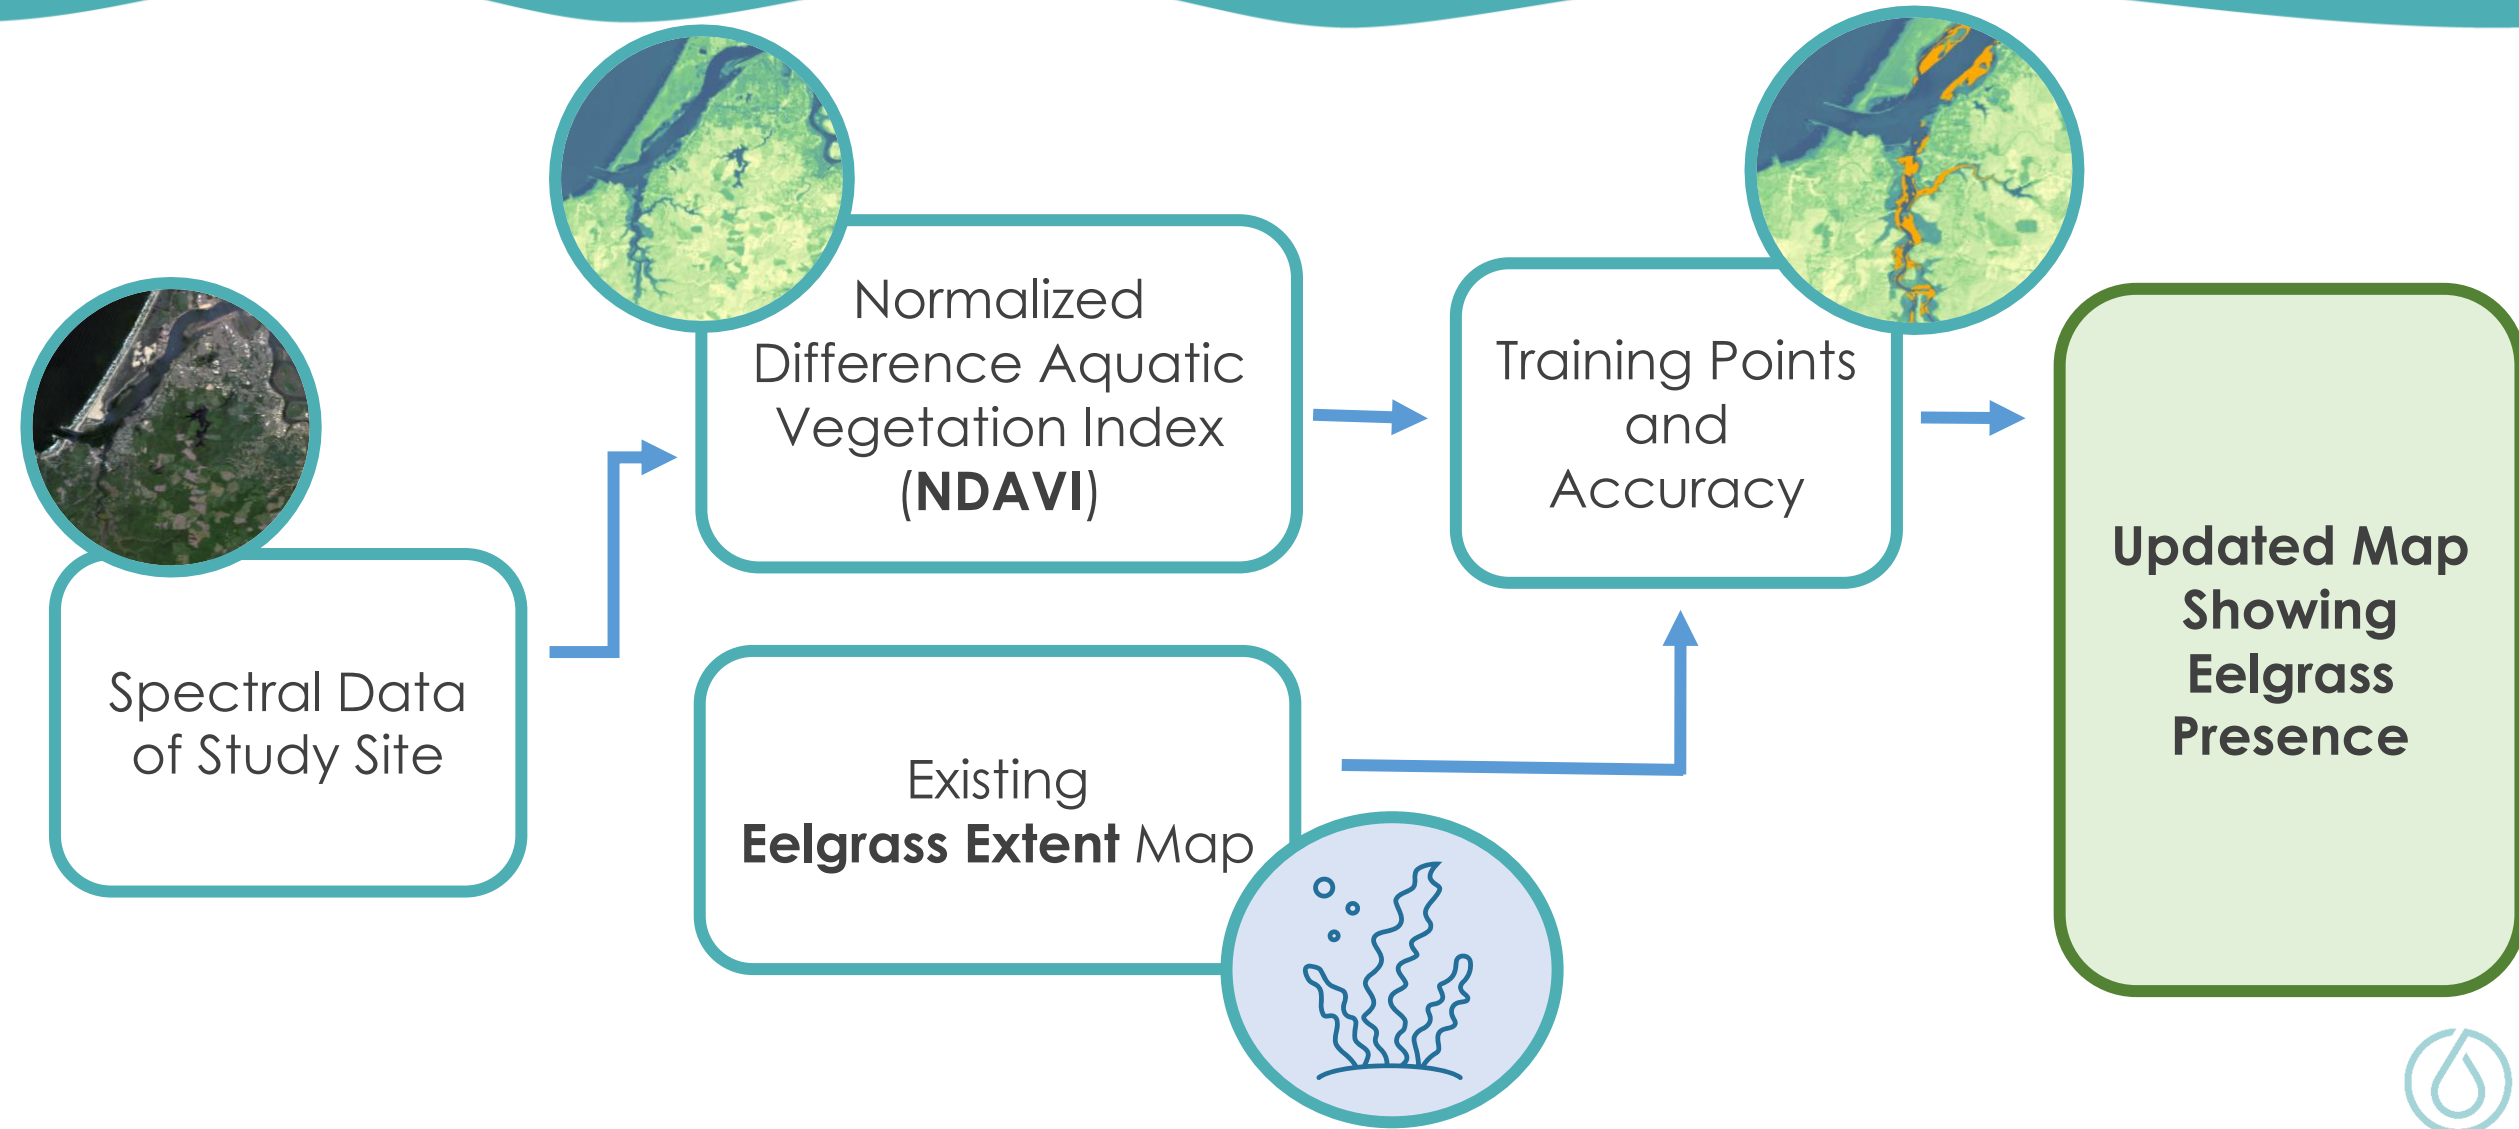 Spectral Data
of Study Site
Normalized
Difference Aquatic
Vegetation Index
(NDAVI)
Existing
Eelgrass Extent Map
Training Points
and
Accuracy
Updated Map
Showing
Eelgrass
Presence